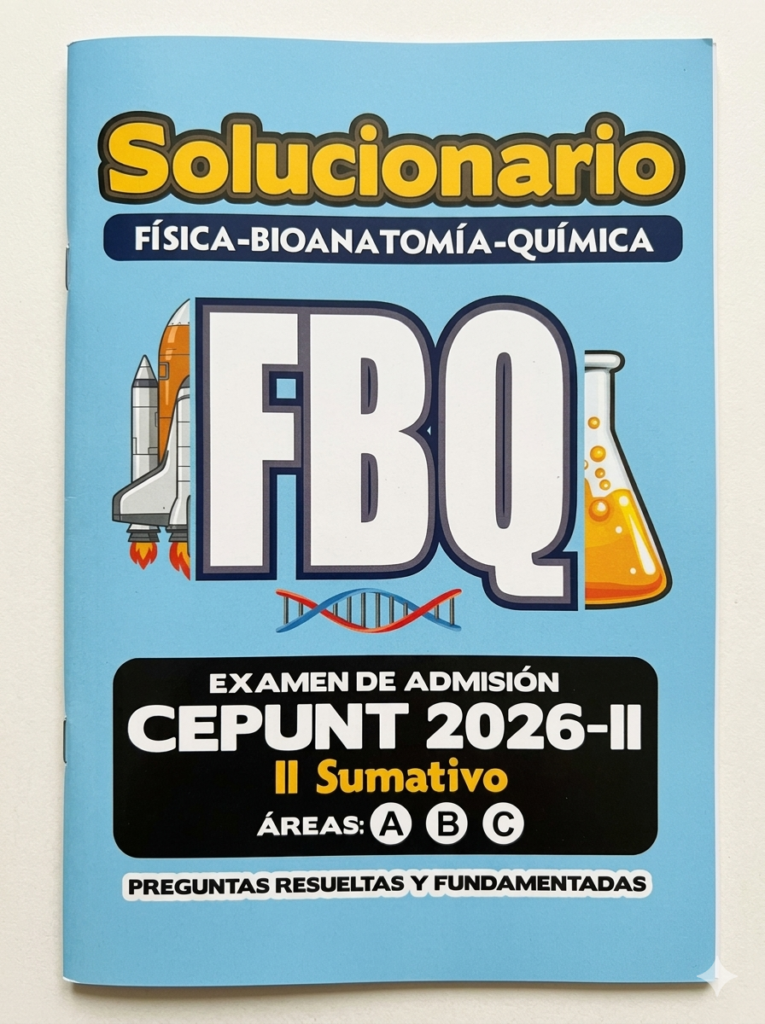 Solucionario
FÍSICA-BIOANATOMÍA-QUÍMICA
FBQ
EXAMEN DE ADMISIÓN
CEPUNT 2026-II
II Sumativo
ÁREAS: A B C
PREGUNTAS RESUELTAS Y FUNDAMENTADAS